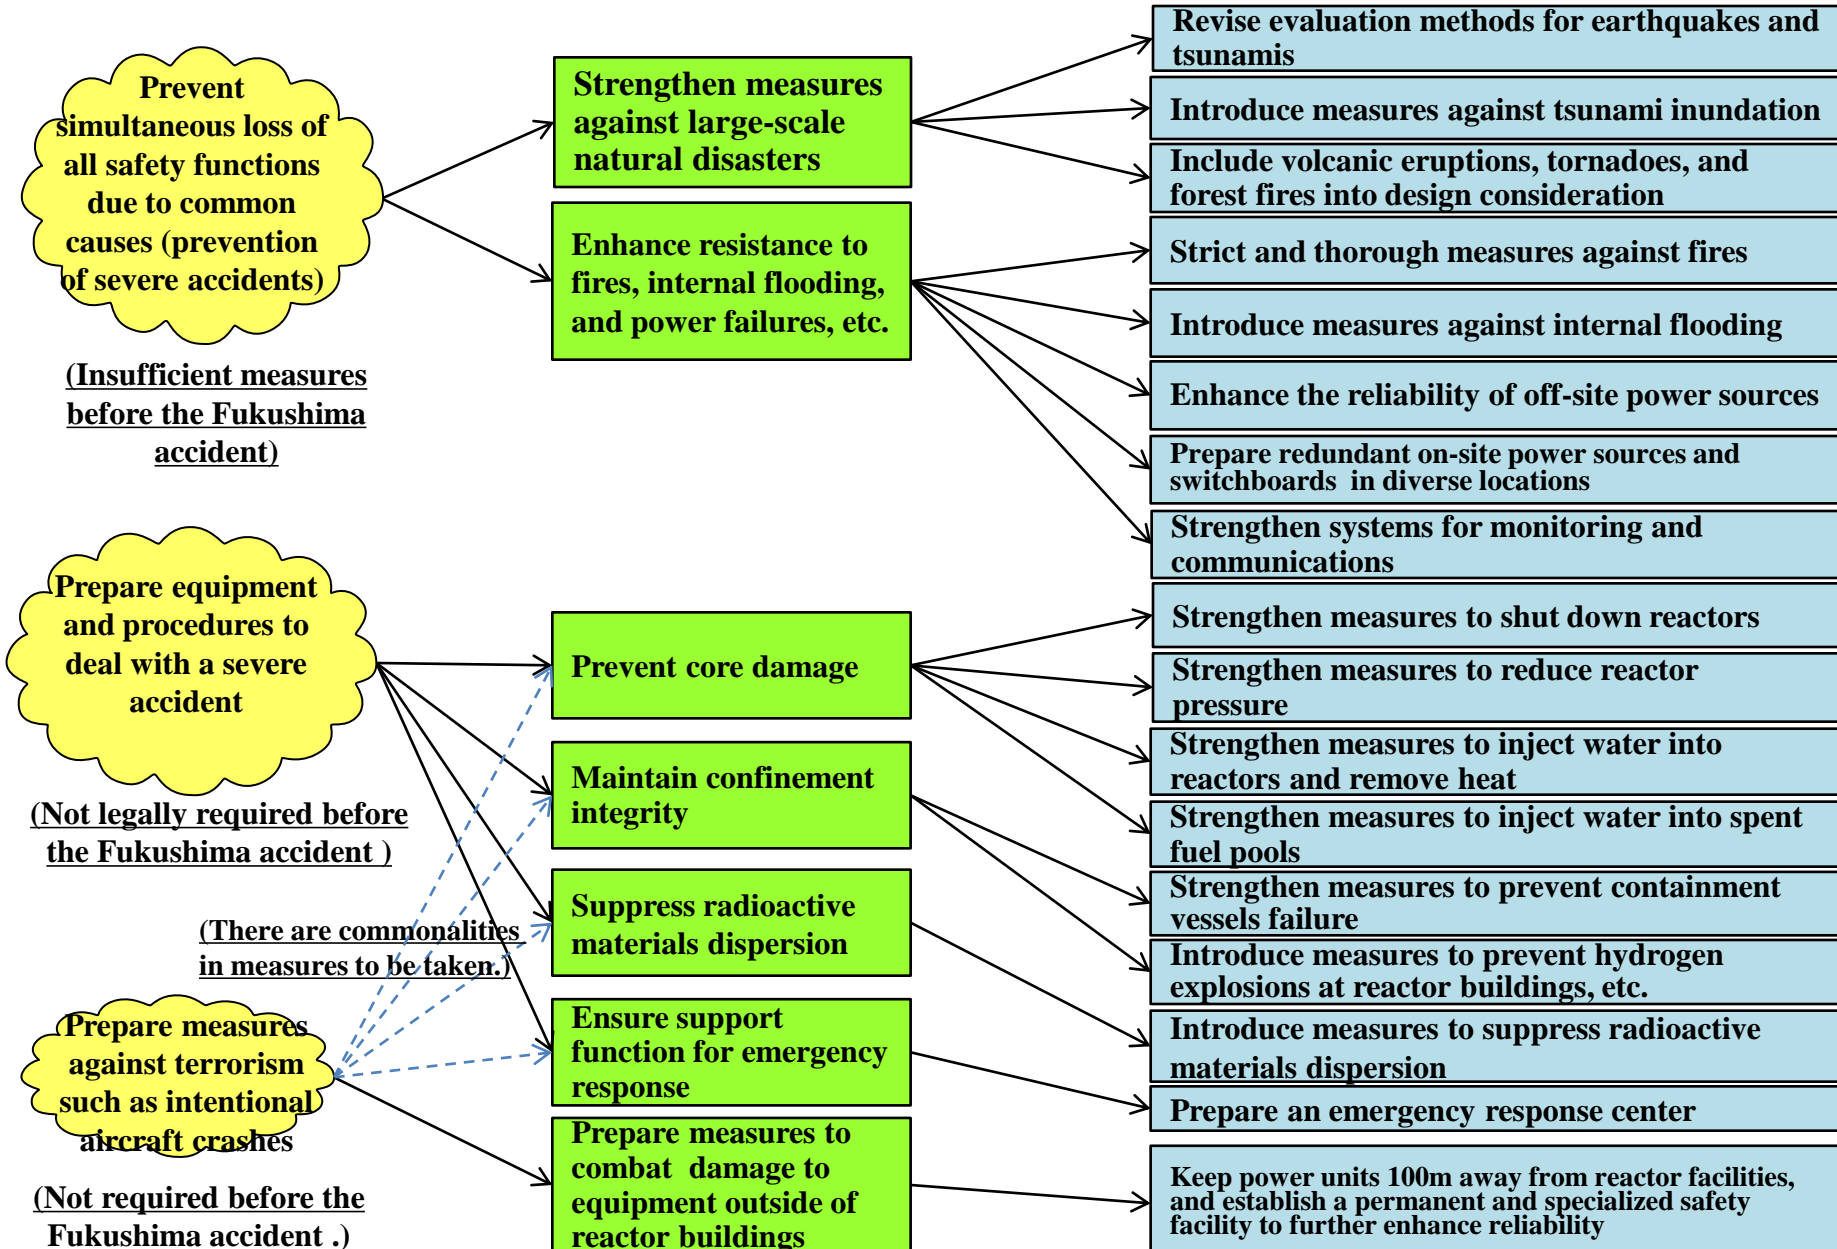 Prevent
simultaneous loss of
all safety functions
due to common
causes (prevention
of severe accidents)
(Insufficient measures
before the Fukushima
accident)
Prepare equipment
and procedures to
deal with a severe
accident
(Not legally required before
the Fukushima accident )
(There are commonalities
in measures to be taken.)
Prepare measures
against terrorism
such as intentional
aircraft crashes
(Not required before the
Fukushima accident .)
Strengthen measures
against large-scale
natural disasters
Enhance resistance to
fires, internal flooding,
and power failures, etc.
Prevent core damage
Maintain confinement
integrity
Suppress radioactive
materials dispersion
Ensure support
function for emergency
response
Prepare measures to
combat  damage to
equipment outside of
reactor buildings
Revise evaluation methods for earthquakes and
tsunamis
Introduce measures against tsunami inundation
Include volcanic eruptions, tornadoes, and
forest fires into design consideration
Strict and thorough measures against fires
Introduce measures against internal flooding
Enhance the reliability of off-site power sources
Prepare redundant on-site power sources and
switchboards  in diverse locations
Strengthen systems for monitoring and
communications
Strengthen measures to shut down reactors
Strengthen measures to reduce reactor
pressure
Strengthen measures to inject water into
reactors and remove heat
Strengthen measures to inject water into spent
fuel pools
Strengthen measures to prevent containment
vessels failure
Introduce measures to prevent hydrogen
explosions at reactor buildings, etc.
Introduce measures to suppress radioactive
materials dispersion
Prepare an emergency response center
Keep power units 100m away from reactor facilities,
and establish a permanent and specialized safety
facility to further enhance reliability